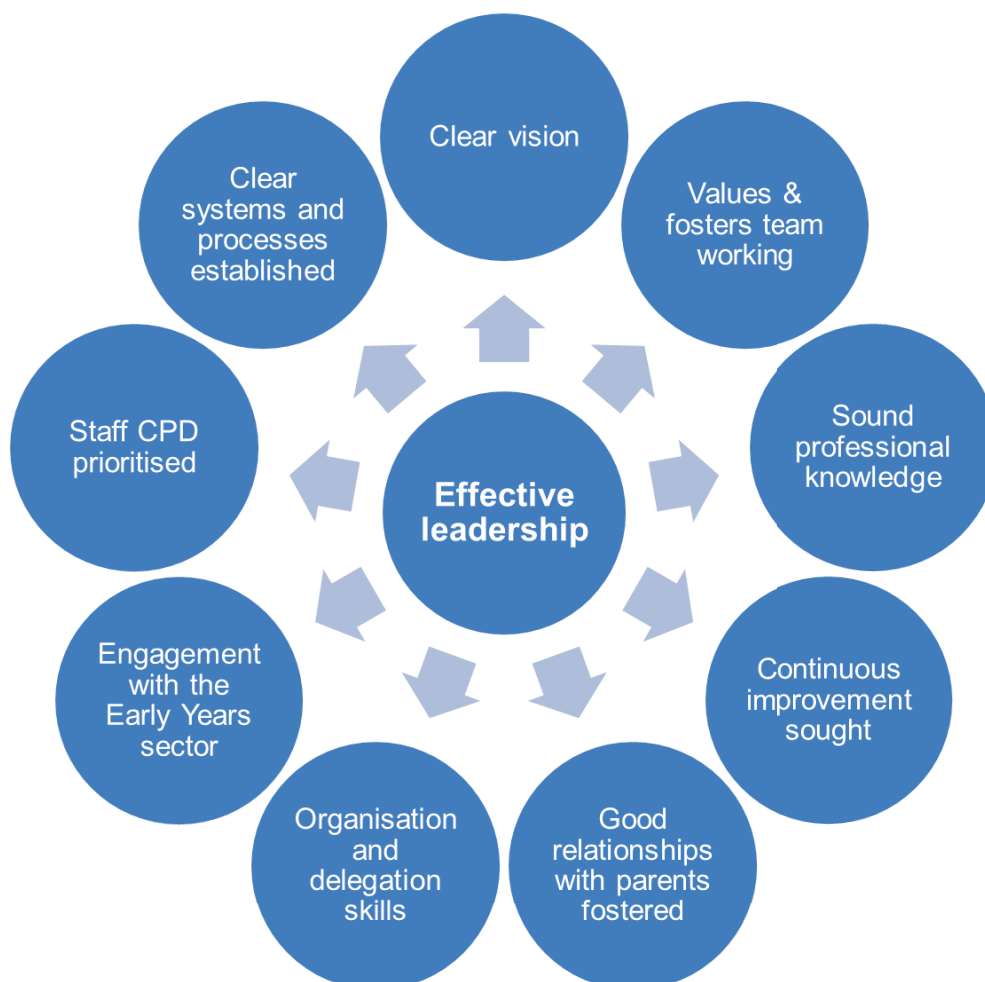 Clear vision
Values &
fosters team
working
Sound
professional
knowledge
Continuous
improvement
sought
Good
relationships
with parents
fostered
Organisation
and
delegation
skills
Engagement
with the
Early Years
sector
Staff CPD
prioritised
Clear
systems and
processes
established
Effective
leadership